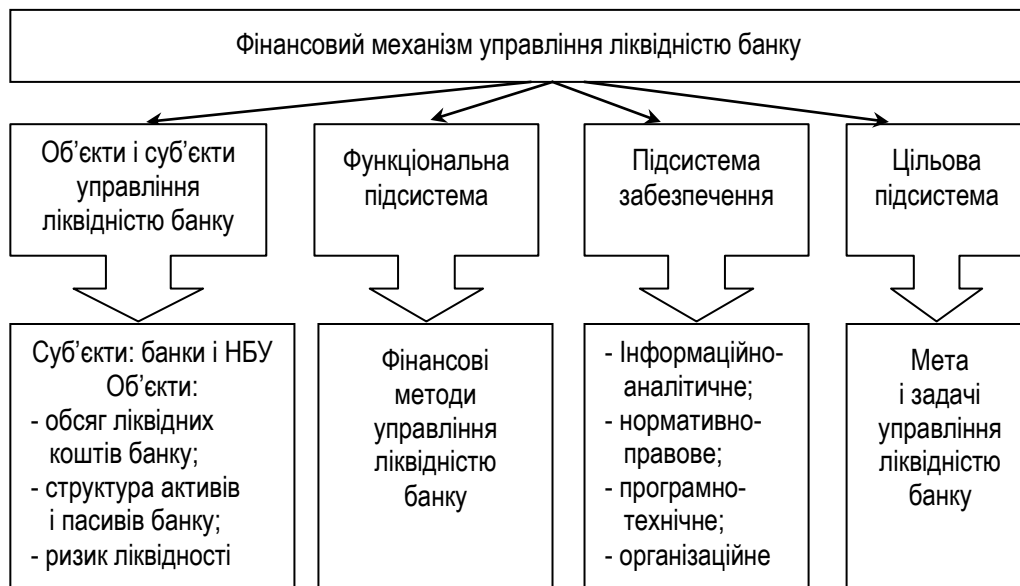 Фінансовий механізм управління ліквідністю банку
Об’єкти і суб’єкти
управління
ліквідністю банку
Функціональна
підсистема
Підсистема
забезпечення
Цільова
підсистема
Суб’єкти: банки і НБУ
Об’єкти:
- обсяг ліквідних
коштів банку;
- структура активів
і пасивів банку;
- ризик ліквідності
Фінансові
методи
управління
ліквідністю
банку
- Інформаційно-
аналітичне;
- нормативно-
правове;
- програмно-
технічне;
- організаційне
Мета
і задачі
управління
ліквідністю
банку